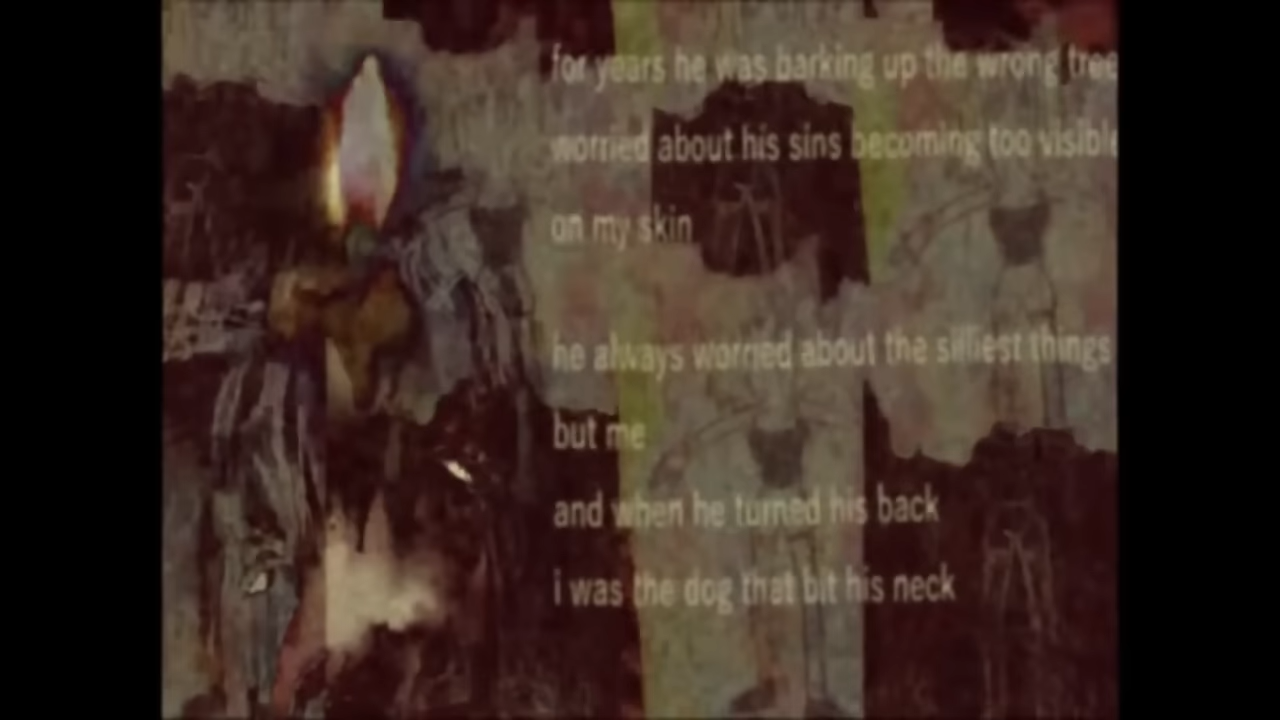 for years he was barking up the wrong tree
worried about his sins becoming too visible
on my skin
he always worried about the silliest things
but me
and when he turned his back
i was the dog that bit his neck